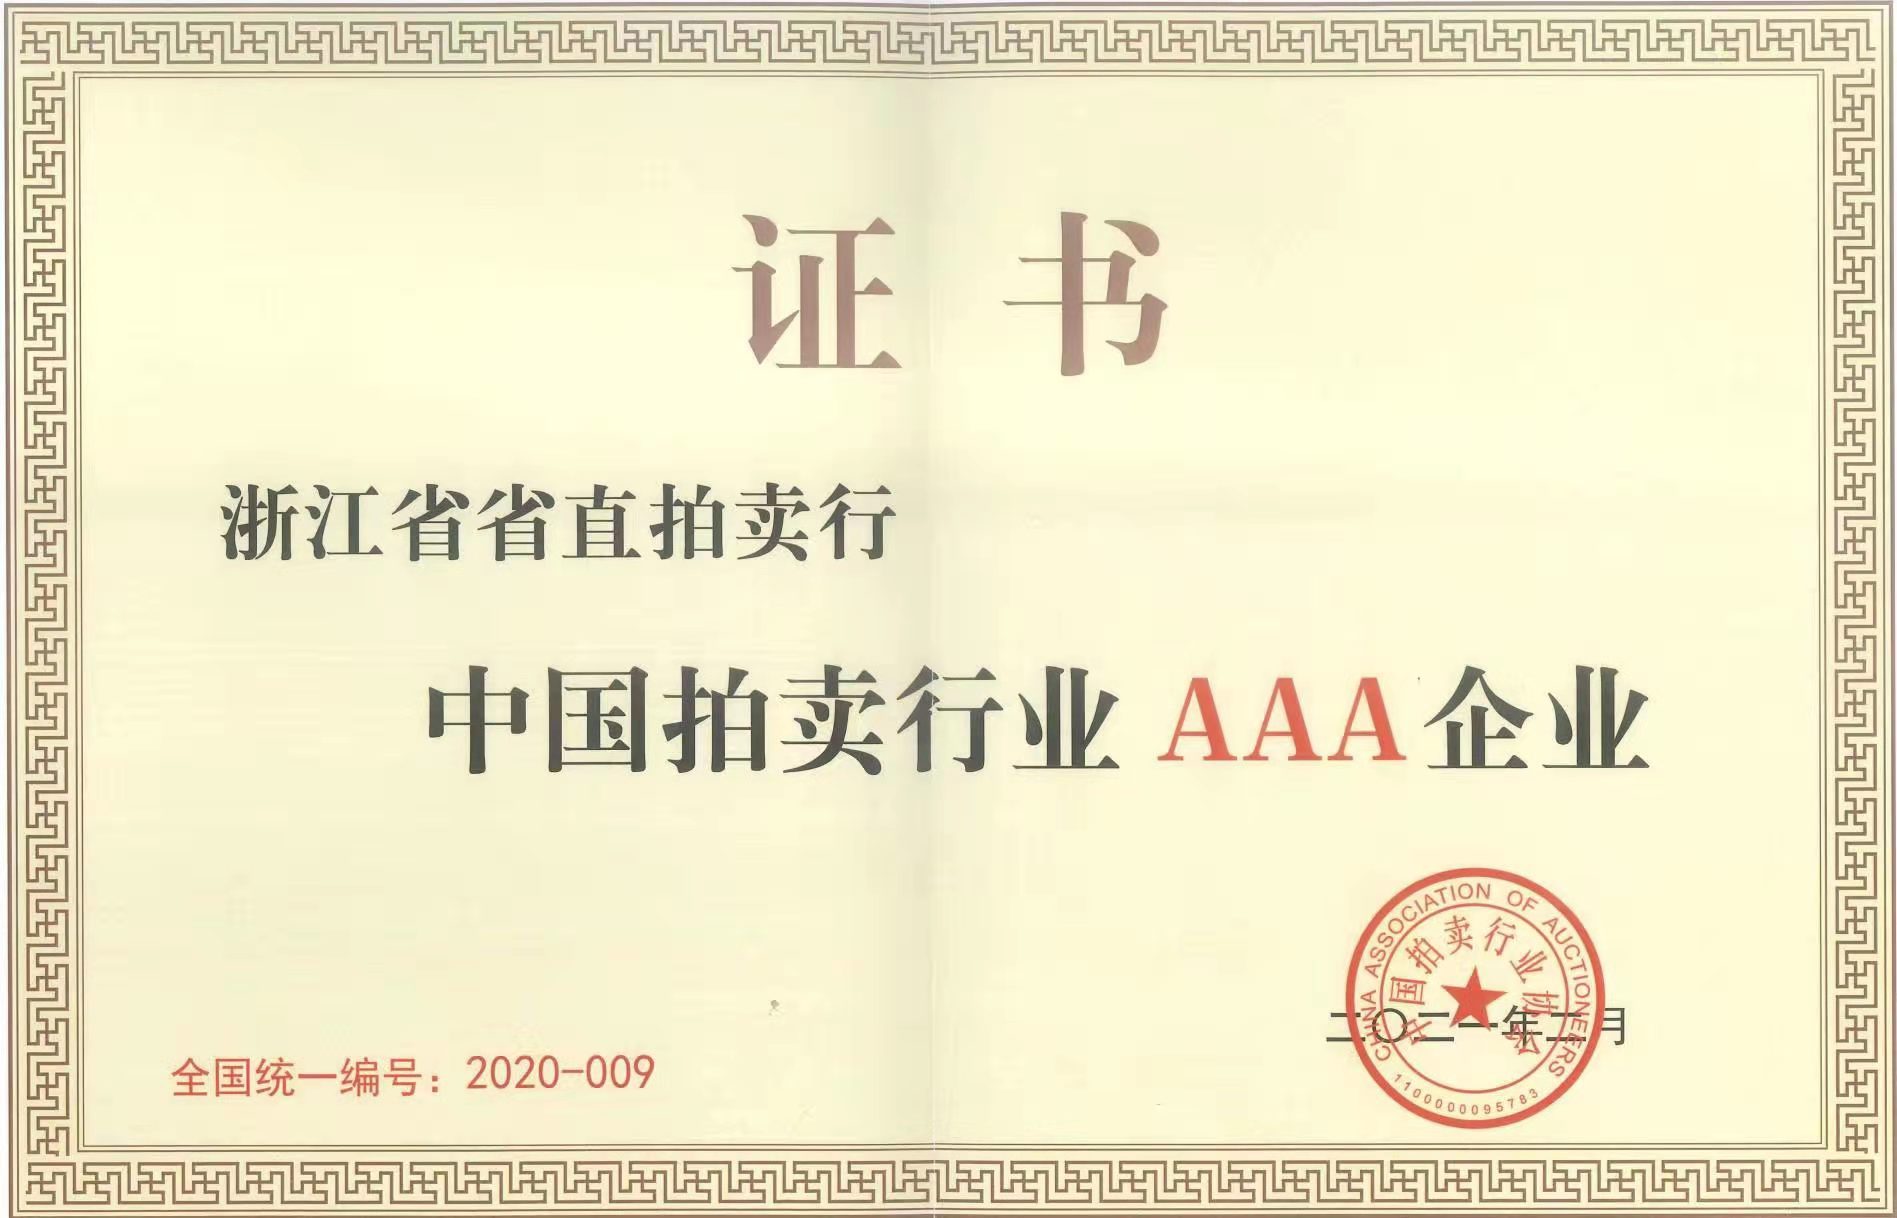 证书
浙江省省直拍卖行
中国拍卖行业AAA企业
CHINA ASSOCIATION OF AUCTIONEERS
中国拍卖行业协会
二〇二一年二月
1100000095783
全国统一编号：2020-009